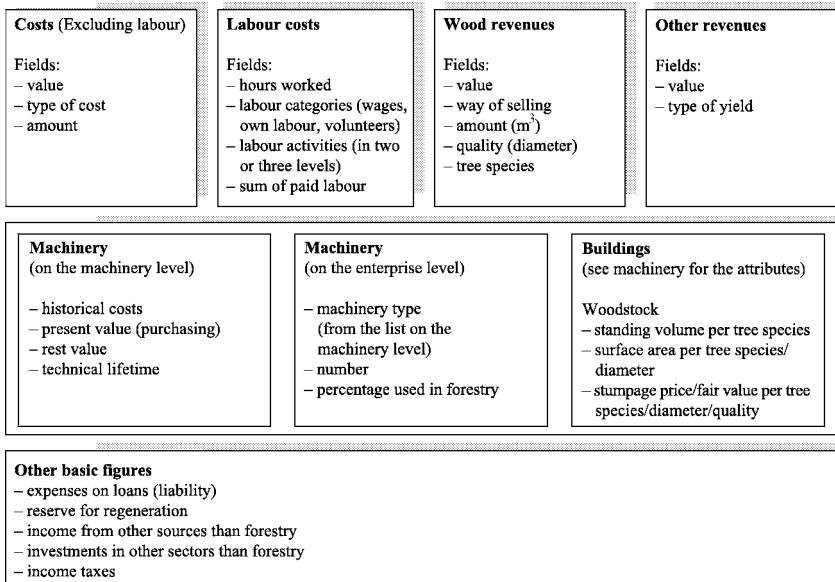 Costs (Excluding labour)
Fields:
– value
– type of cost
– amount
Labour costs
Fields:
– hours worked
– labour categories (wages,
own labour, volunteers)
– labour activities (in two
or three levels)
– sum of paid labour
Wood revenues
Fields:
– value
– way of selling
– amount (m³)
– quality (diameter)
– tree species
Other revenues
Fields:
– value
– type of yield
Machinery
(on the machinery level)
– historical costs
– present value (purchasing)
– rest value
– technical lifetime
Machinery
(on the enterprise level)
– machinery type
(from the list on the
machinery level)
– number
– percentage used in forestry
Buildings
(see machinery for the attributes)
Woodstock
– standing volume per tree species
– surface area per tree species/
diameter
– stumpage price/fair value per tree
species/diameter/quality
Other basic figures
– expenses on loans (liability)
– reserve for regeneration
– income from other sources than forestry
– investments in other sectors than forestry
– income taxes